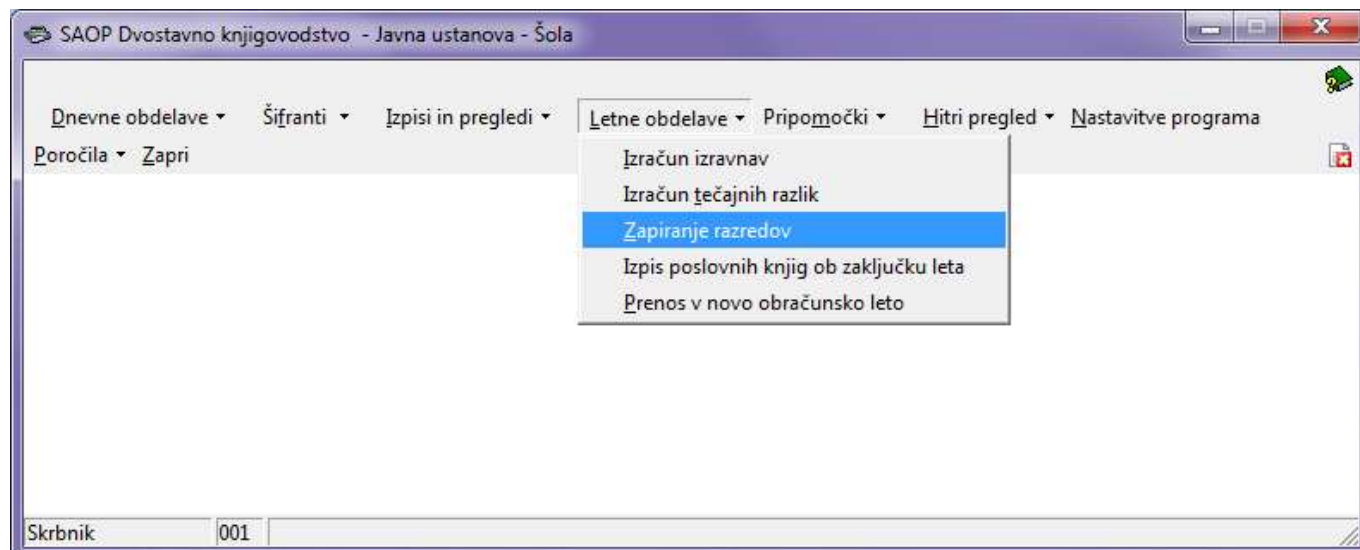 SAOP Dvostavno knjigovodstvo - Javna ustanova - Šola
Dnevne obdelave Šifranti Izpisi in pregledi Letne obdelave Pripomočki Hitri pregled Nastavitve programa
Poročila Zapri
Izračun izravnav
Izračun tečajnih razlik
Zapiranje razredov
Izpis poslovnih knjig ob zaključku leta
Prenos v novo obračunsko leto
Skrbnik 001